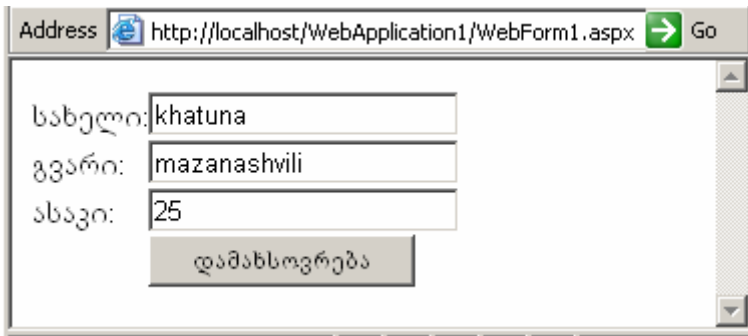 Address http://localhost/WebApplication1/WebForm1.aspx Go
სახელი: khatuna
გვარი: mazanashvili
ასაკი: 25
დამახსოვრება